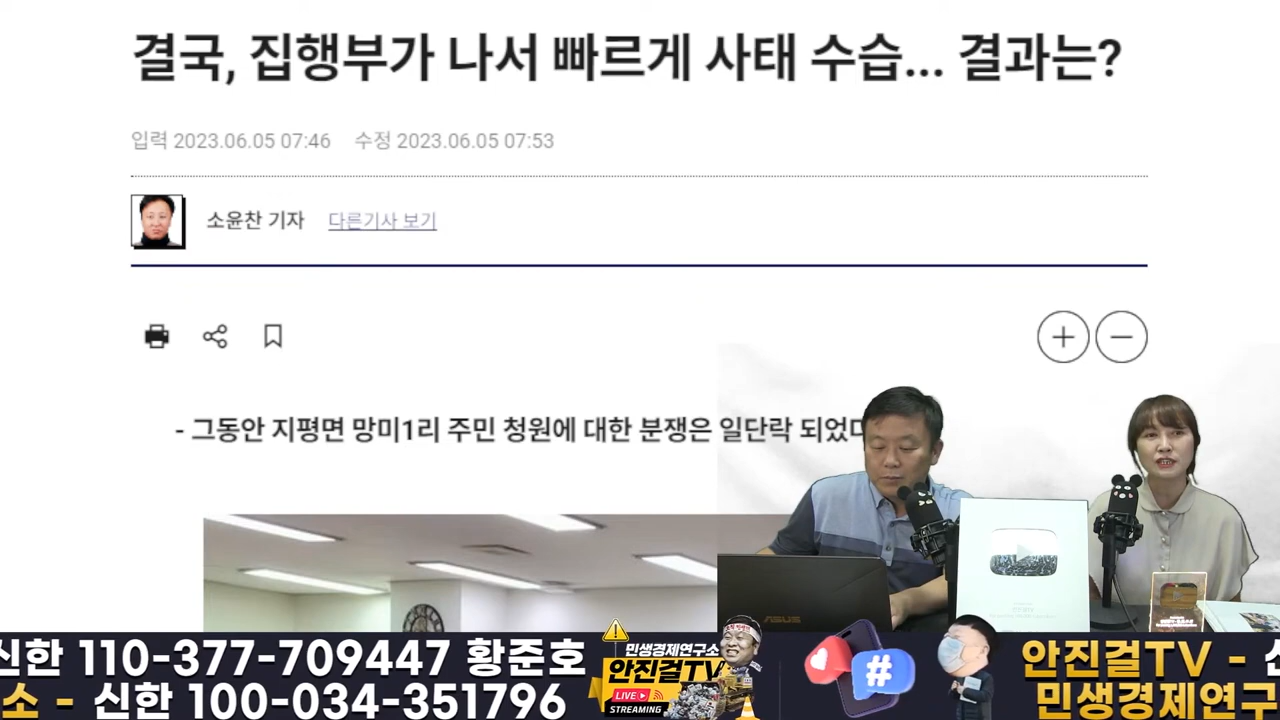 결국, 집행부가 나서 빠르게 사태 수습... 결과는?
입력 2023.06.05 07:46 수정 2023.06.05 07:53
소윤찬 기자 다른기사 보기
- 그동안 지평면 망미1리 주민 청원에 대한 분쟁은 일단락 되었다
ASUS
신한 110-377-709447 황준호
소 - 신한 100-034-351796
민생경제연구소
안진걸TV
LIVE
STREAMING
#
안진걸TV -
민생경제연구